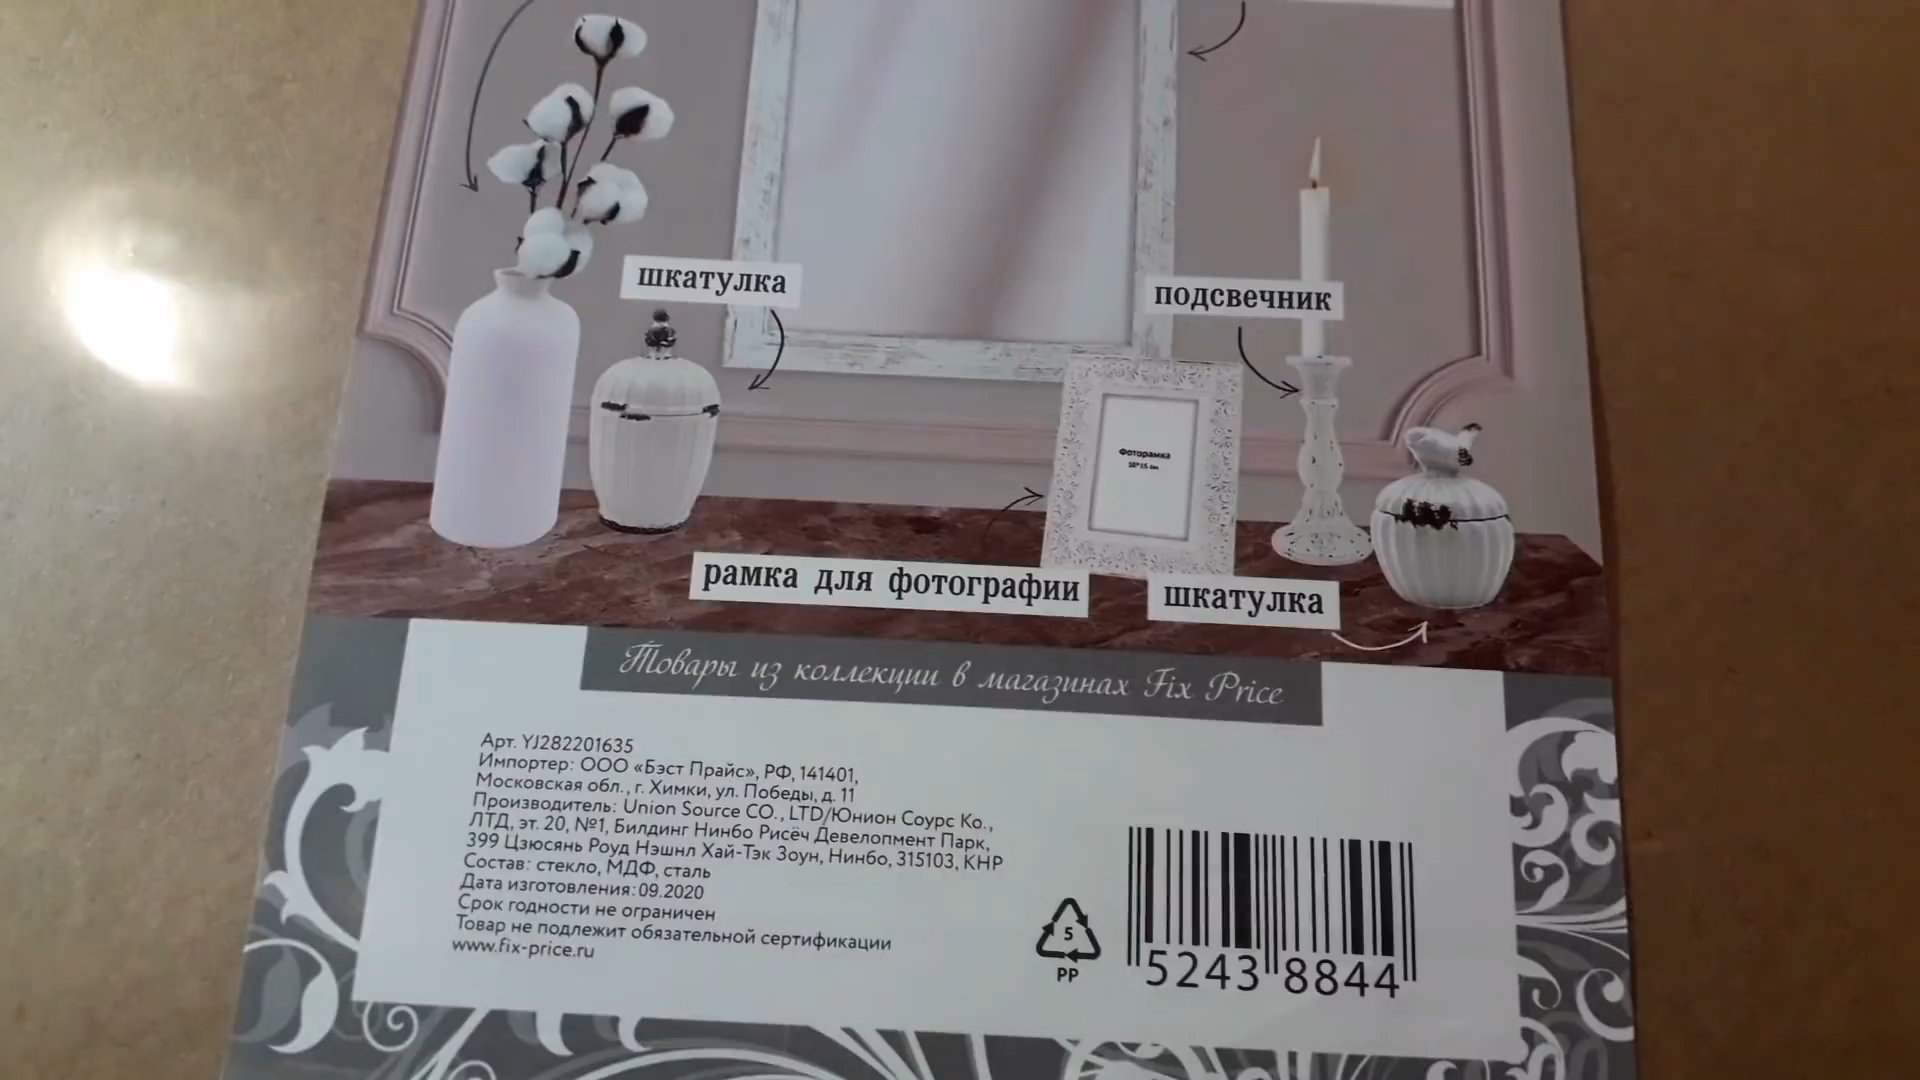 шкатулка
подсвечник
Фоторамка
10*15 см
рамка для фотографии
шкатулка
Товары из коллекции в магазинах Fix Price
Арт. YJ282201635
Импортер: ООО «Бэст Прайс», РФ, 141401,
Московская обл., г. Химки, ул. Победы, д. 11
Производитель: Union Source CO., LTD/Юнион Соурс Ко.,
ЛТД, эт. 20, №1, Билдинг Нинбо Рисёч Девелопмент Парк,
399 Цзюсянь Роуд Нэшнл Хай-Тэк Зоун, Нинбо, 315103, КНР
Состав: стекло, МДФ, сталь
Дата изготовления: 09.2020
Срок годности не ограничен
Товар не подлежит обязательной сертификации
www.fix-price.ru
5
PP
5243 8844